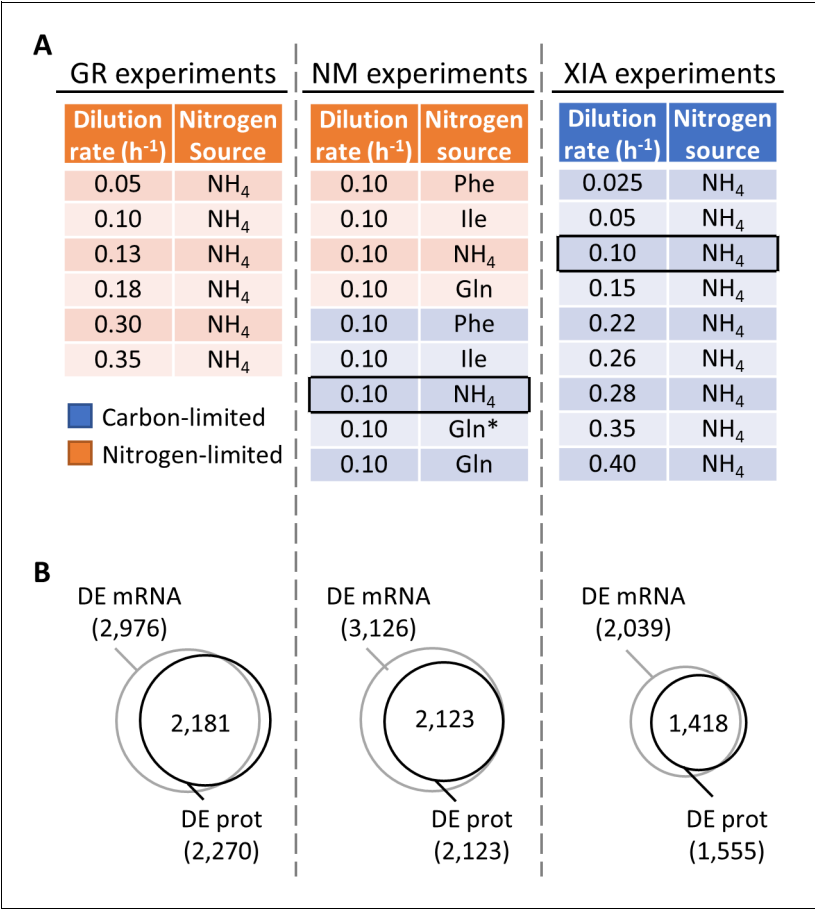 A
GR experiments
Dilution rate (h⁻¹) Nitrogen Source
0.05 NH₄
0.10 NH₄
0.13 NH₄
0.18 NH₄
0.30 NH₄
0.35 NH₄
Carbon-limited
Nitrogen-limited
NM experiments
Dilution rate (h⁻¹) Nitrogen source
0.10 Phe
0.10 Ile
0.10 NH₄
0.10 Gln
0.10 Phe
0.10 Ile
0.10 NH₄
0.10 Gln*
0.10 Gln
XIA experiments
Dilution rate (h⁻¹) Nitrogen source
0.025 NH₄
0.05 NH₄
0.10 NH₄
0.15 NH₄
0.22 NH₄
0.26 NH₄
0.28 NH₄
0.35 NH₄
0.40 NH₄
B
DE mRNA
(2,976)
2,181
DE prot
(2,270)
DE mRNA
(3,126)
2,123
DE prot
(2,123)
DE mRNA
(2,039)
1,418
DE prot
(1,555)